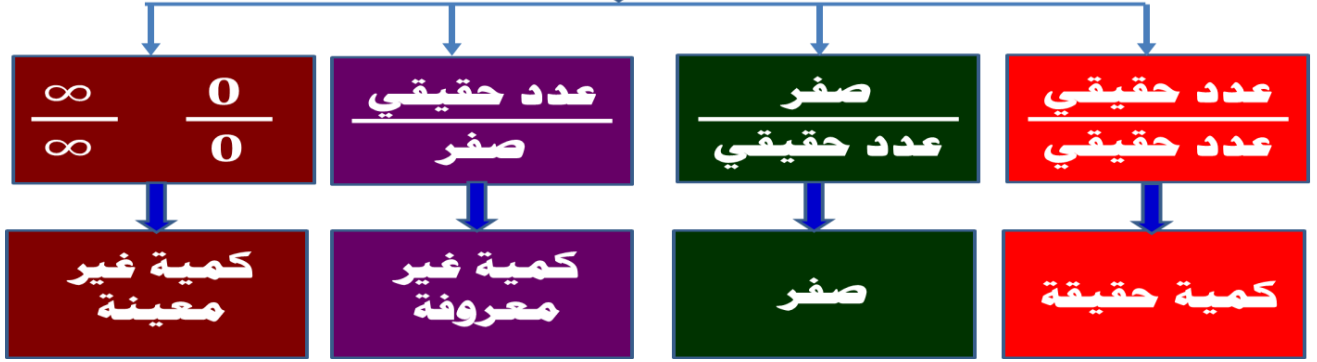 عدد حقيقي
عدد حقيقي
صفر
عدد حقيقي
عدد حقيقي
صفر
0
0
∞
∞
كمية حقيقة
صفر
كمية غير
معروفة
كمية غير
معينة